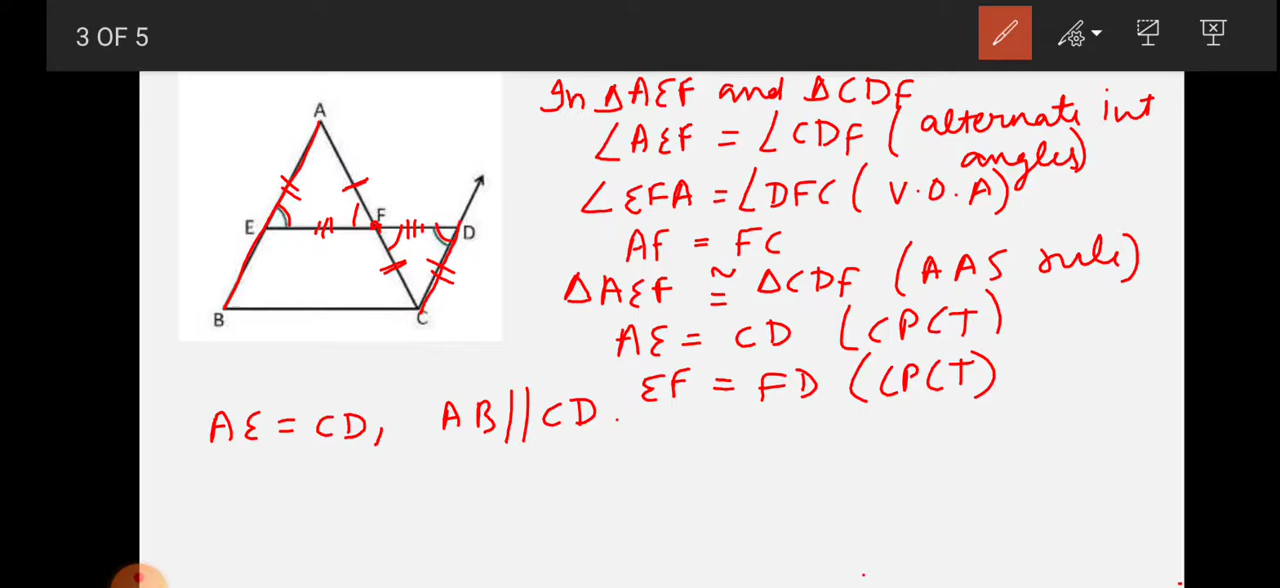 3 OF 5
A
E
F
D
B
C
In ΔAEF and ΔCDF
∠AEF = ∠CDF (alternate int
angles)
∠EFA = ∠DFC (V.O.A)
AF = FC
ΔAEF ≅ ΔCDF (AAS rule)
AE = CD (CPCT)
EF = FD (CPCT)
AE = CD, AB || CD.